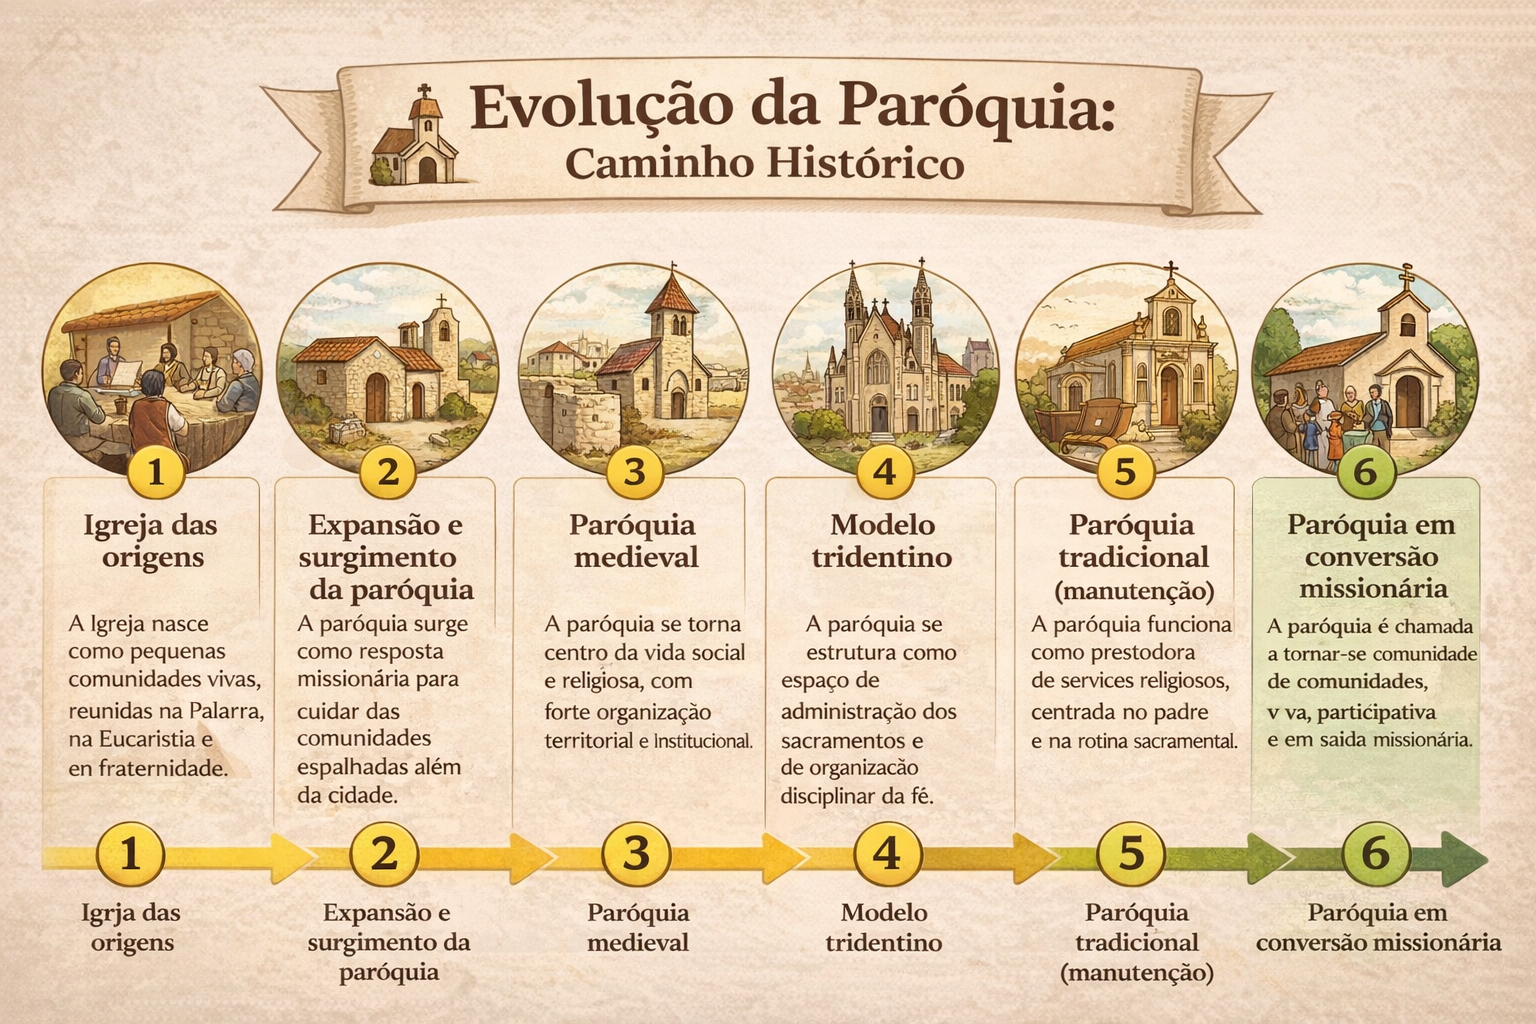 Evolução da Paróquia:
Caminho Histórico
1
Igreja das
origens
A Igreja nasce
como pequenas
comunidades vivas,
reunidas na Palarra,
na Eucaristia e
en fraternidade.
2
Expansão e
surgimento
da paróquia
A paróquia surge
como resposta
missionária para
cuidar das
comunidades
espalhadas além
da cidade.
3
Paróquia
medieval
A paróquia se torna
centro da vida social
e religiosa, com
forte organização
territorial e institucional.
4
Modelo
tridentino
A paróquia se
estrutura como
espaço de
administração dos
sacramentos e
de organizacão
disciplinar da fé.
5
Paróquia
tradicional
(manutenção)
A paróquia funciona
como prestodora
de services religiosos,
centrada no padre
e na rotina sacramental.
6
Paróquia em
conversão
missionária
A paróquia é chamada
a tornar-se comunidade
de comunidades,
v va, participativa
e em saida missionária.
1
Igrja das
origens
2
Expansão e
surgimento da
paróquia
3
Paróquia
medieval
4
Modelo
tridentino
5
Paróquia
tradicional
(manutenção)
6
Paróquia em
conversão missionária